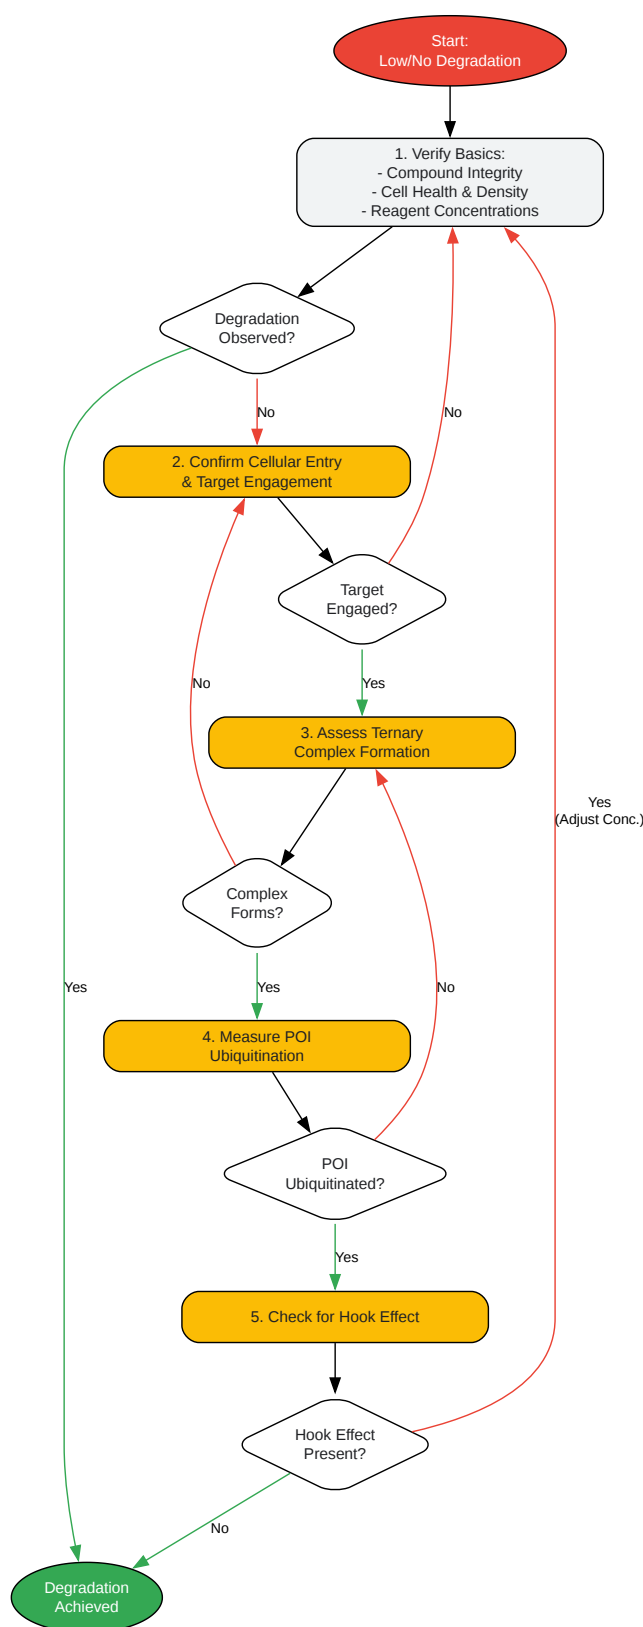 Start:
Low/No Degradation
1. Verify Basics:
- Compound Integrity
- Cell Health & Density
- Reagent Concentrations
Degradation
Observed?
No
No
2. Confirm Cellular Entry
& Target Engagement
Target
Engaged?
No
Yes
3. Assess Ternary
Complex Formation
Yes
(Adjust Conc.)
Complex
Forms?
Yes
Yes
No
4. Measure POI
Ubiquitination
POI
Ubiquitinated?
Yes
5. Check for Hook Effect
Hook Effect
Present?
No
Degradation
Achieved